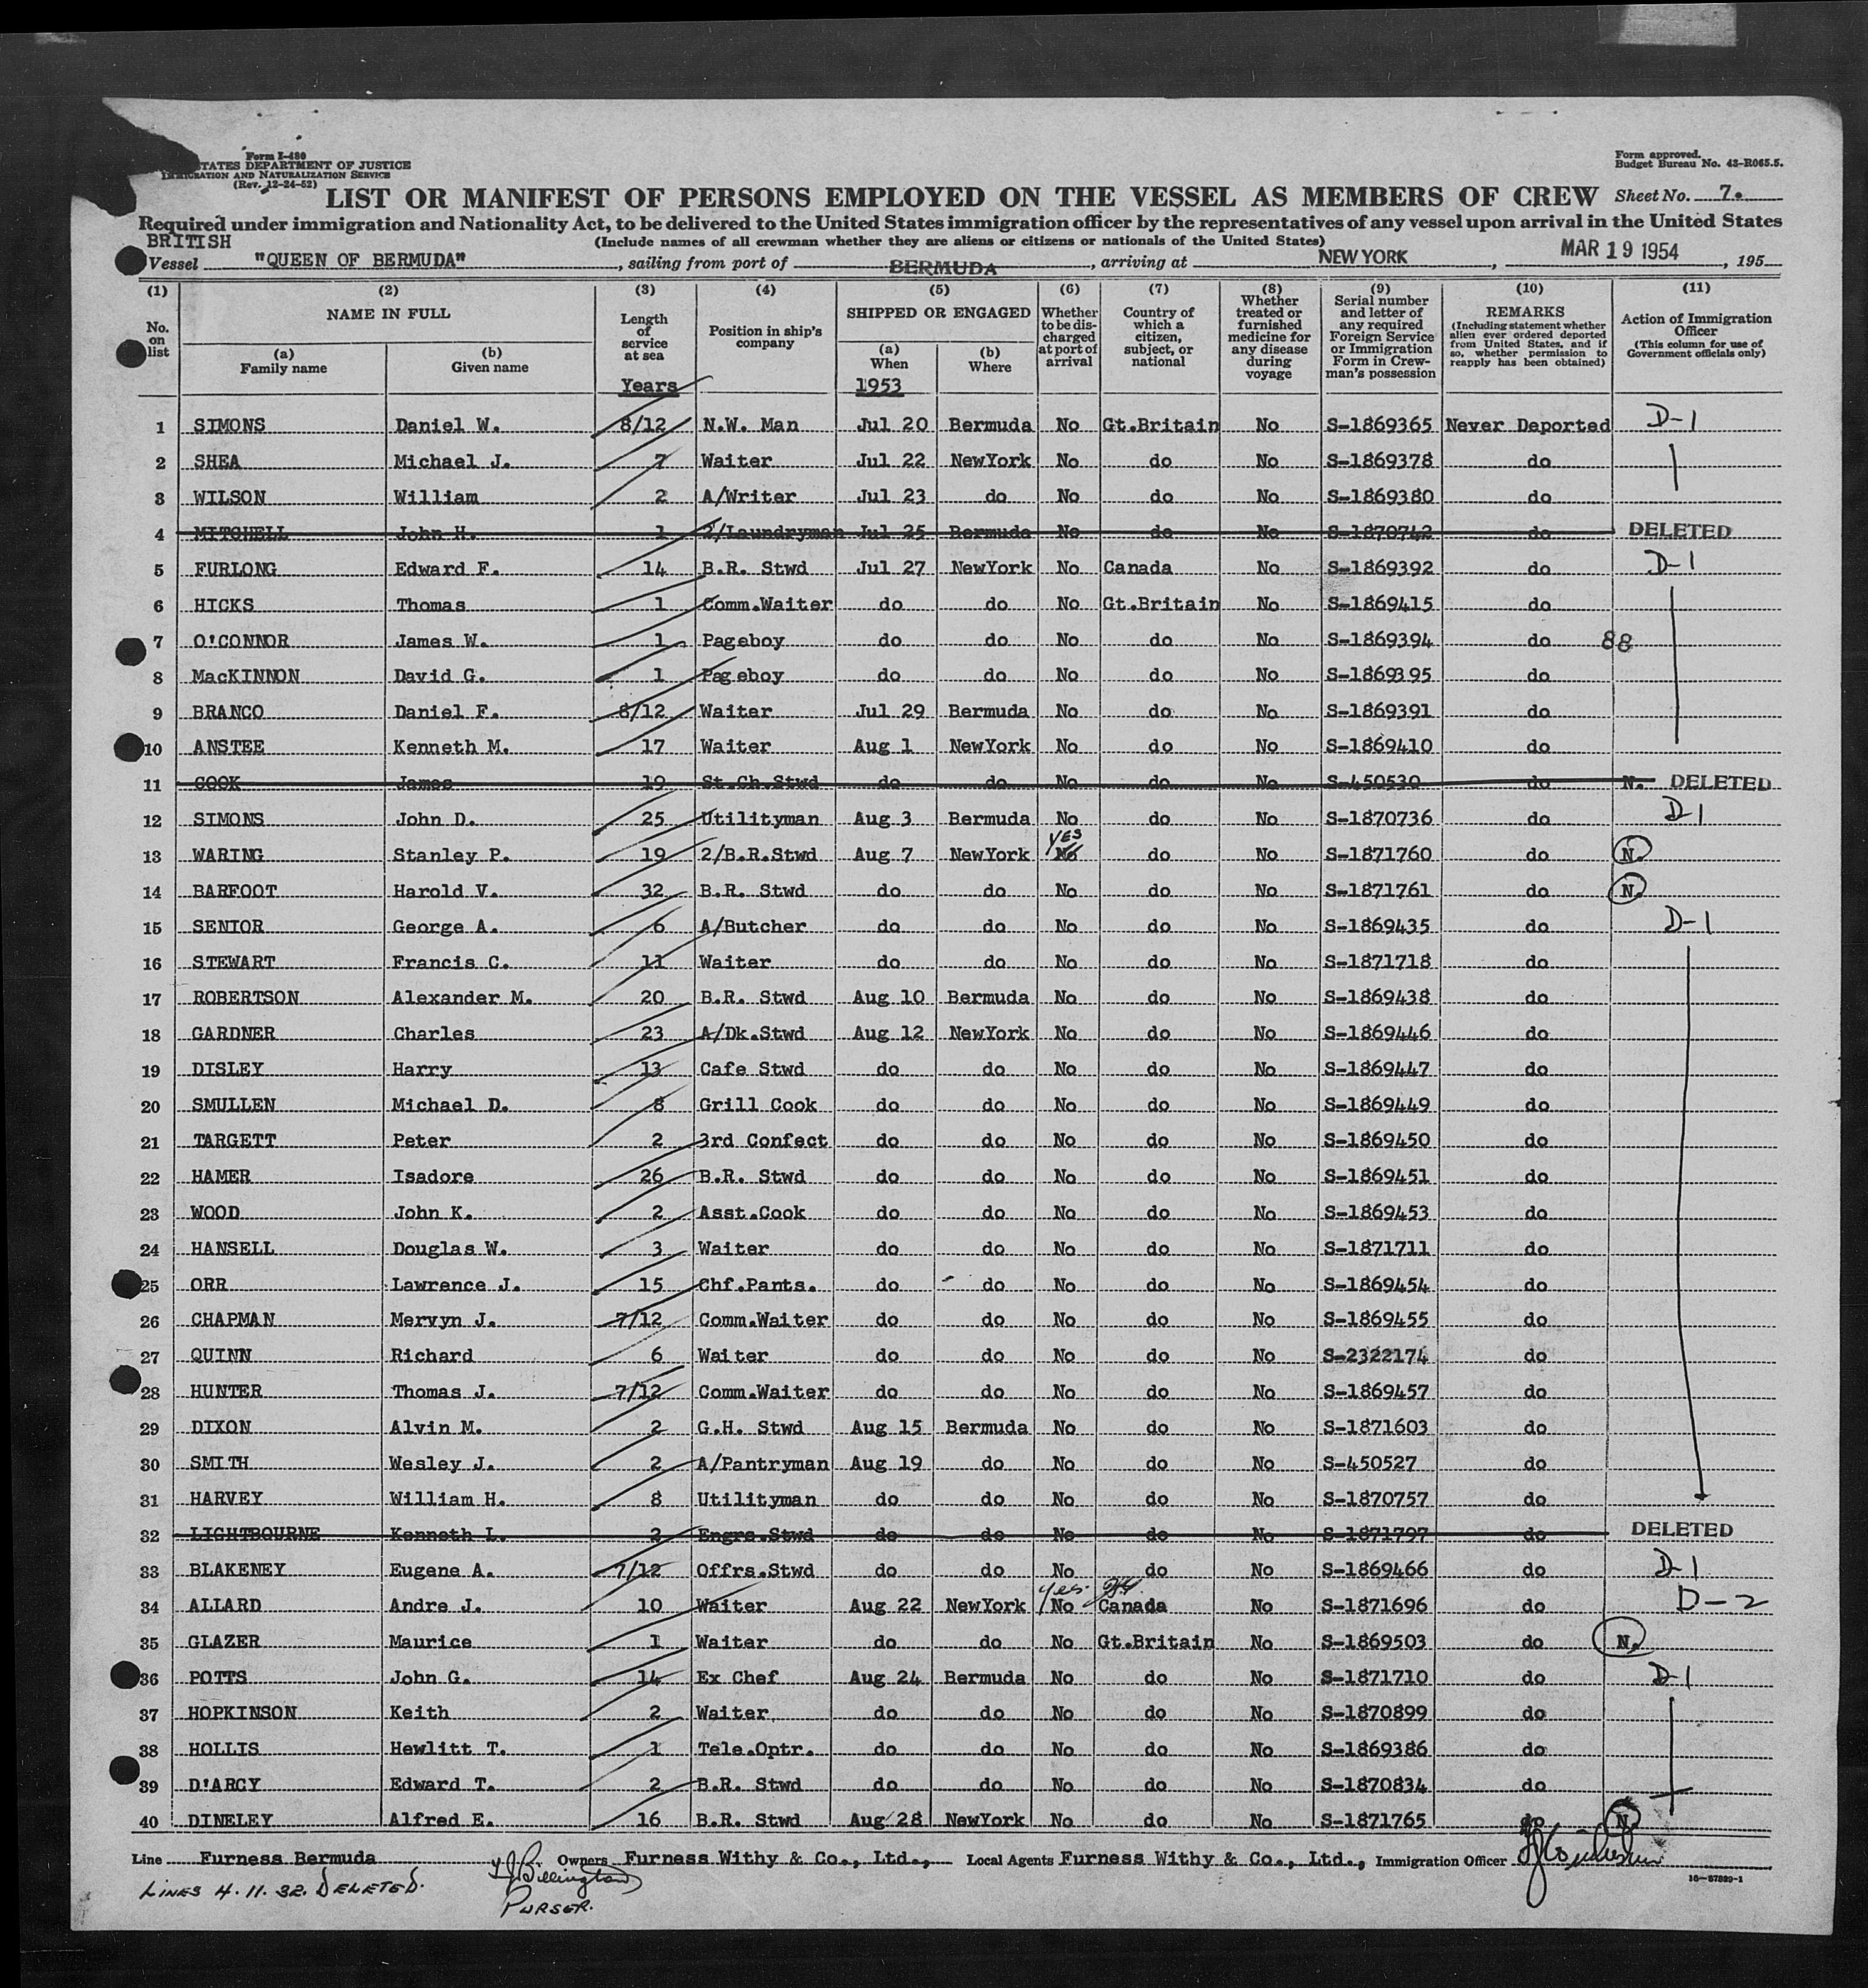 Form I-480
STATES DEPARTMENT OF JUSTICE
IMMIGRATION AND NATURALIZATION SERVICE
(Rev. 12-24-52)
Form approved.
Budget Bureau No. 43-R065.5.
LIST OR MANIFEST OF PERSONS EMPLOYED ON THE VESSEL AS MEMBERS OF CREW Sheet No. 7.
Required under immigration and Nationality Act, to be delivered to the United States immigration officer by the representatives of any vessel upon arrival in the United States
BRITISH (Include names of all crewman whether they are aliens or citizens or nationals of the United States)
Vessel "QUEEN OF BERMUDA", sailing from port of BERMUDA, arriving at NEW YORK, MAR 19 1954, 195
(1) (2) (3) (4) (5) (6) (7) (8) (9) (10) (11)
No. on list
NAME IN FULL
(a) Family name
(b) Given name
Length of service at sea
Years
Position in ship's company
SHIPPED OR ENGAGED
(a) When
1953
(b) Where
Whether to be discharged at port of arrival
Country of which a citizen, subject, or national
Whether treated or furnished medicine for any disease during voyage
Serial number and letter of any required Foreign Service or Immigration Form in Crewman's possession
REMARKS
(Including statement whether alien ever ordered deported from United States, and if so, whether permission to reapply has been obtained)
Action of Immigration Officer
(This column for use of Government officials only)
1 SIMONS Daniel W. 8/12 N.W. Man Jul 20 Bermuda No Gt.Britain No S-1869365 Never Deported D-1
2 SHEA Michael J. 7 Waiter Jul 22 NewYork No do No S-1869378 do
3 WILSON William 2 A/Writer Jul 23 do No do No S-1869380 do
4 MITCHELL John H. 1 2/Laundryman Jul 25 Bermuda No do No S-1870742 do DELETED
5 FURLONG Edward F. 14 B.R. Stwd Jul 27 NewYork No Canada No S-1869392 do D-1
6 HICKS Thomas 1 Comm.Waiter do do No Gt.Britain No S-1869415 do
7 O'CONNOR James W. 1 Pageboy do do No do No S-1869394 do 88
8 MacKINNON David G. 1 Pageboy do do No do No S-1869395 do
9 BRANCO Daniel F. 8/12 Waiter Jul 29 Bermuda No do No S-1869391 do
10 ANSTEE Kenneth M. 17 Waiter Aug 1 NewYork No do No S-1869410 do
11 COOK James 19 St.Ch.Stwd do do No do No S-450530 do N. DELETED
12 SIMONS John D. 25 Utilityman Aug 3 Bermuda No do No S-1870736 do D-1
13 WARING Stanley P. 19 2/B.R.Stwd Aug 7 NewYork No YES do No S-1871760 do N.
14 BARFOOT Harold V. 32 B.R. Stwd do do No do No S-1871761 do N.
15 SENIOR George A. 6 A/Butcher do do No do No S-1869435 do D-1
16 STEWART Francis C. 11 Waiter do do No do No S-1871718 do
17 ROBERTSON Alexander M. 20 B.R. Stwd Aug 10 Bermuda No do No S-1869438 do
18 GARDNER Charles 23 A/Dk.Stwd Aug 12 NewYork No do No S-1869446 do
19 DISLEY Harry 13 Cafe Stwd do do No do No S-1869447 do
20 SMULLEN Michael D. 8 Grill Cook do do No do No S-1869449 do
21 TARGETT Peter 2 3rd Confect do do No do No S-1869450 do
22 HAMER Isadore 26 B.R. Stwd do do No do No S-1869451 do
23 WOOD John K. 2 Asst.Cook do do No do No S-1869453 do
24 HANSELL Douglas W. 3 Waiter do do No do No S-1871711 do
25 ORR Lawrence J. 15 Chf.Pants. do do No do No S-1869454 do
26 CHAPMAN Mervyn J. 7/12 Comm.Waiter do do No do No S-1869455 do
27 QUINN Richard 6 Waiter do do No do No S-2322174 do
28 HUNTER Thomas J. 7/12 Comm.Waiter do do No do No S-1869457 do
29 DIXON Alvin M. 2 G.H. Stwd Aug 15 Bermuda No do No S-1871603 do
30 SMITH Wesley J. 2 A/Pantryman Aug 19 do No do No S-450527 do
31 HARVEY William H. 8 Utilityman do do No do No S-1870757 do
32 LIGHTBOURNE Kenneth L. 2 Engrs.Stwd do do No do No S-1871797 do DELETED
33 BLAKENEY Eugene A. 7/12 Offrs.Stwd do do No do No S-1869466 do D-1
34 ALLARD Andre J. 10 Waiter Aug 22 NewYork yes No Canada No S-1871696 do D-2
35 GLAZER Maurice 1 Waiter do do No Gt.Britain No S-1869503 do N.
36 POTTS John G. 14 Ex Chef Aug 24 Bermuda No do No S-1871710 do D-1
37 HOPKINSON Keith 2 Waiter do do No do No S-1870899 do
38 HOLLIS Hewlitt T. 1 Tele.Optr. do do No do No S-1869386 do
39 D'ARCY Edward T. 2 B.R. Stwd do do No do No S-1870834 do
40 DINELEY Alfred E. 16 B.R. Stwd Aug 28 NewYork No do No S-1871765 do N.
Line Furness Bermuda Owners Furness Withy & Co., Ltd., Local Agents Furness Withy & Co., Ltd., Immigration Officer
LINES 4.11.32. DELETED. Billington
PURSER.
16-67899-1